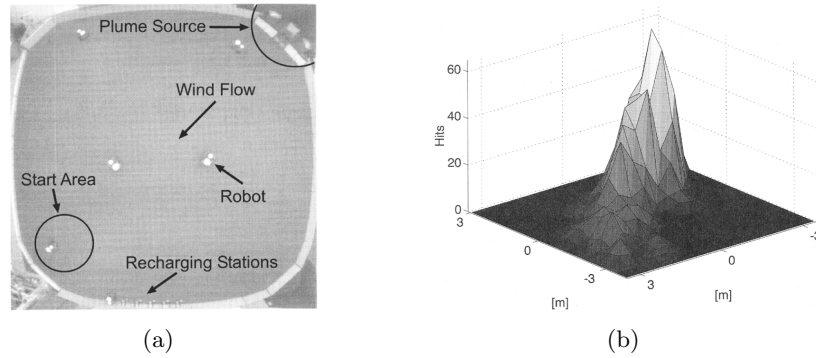 Plume Source
Wind Flow
Start Area
Robot
Recharging Stations
(a)
60
40
20
0
Hits
3
0
-3
[m]
3
0
-3
[m]
(b)